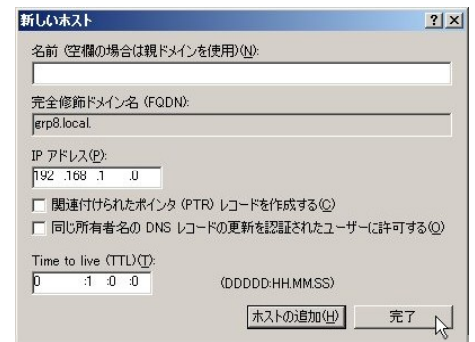 新しいホスト
名前 (空欄の場合は親ドメインを使用)(N):
完全修飾ドメイン名 (FQDN):
grp8.local.
IP アドレス(P):
192 .168 .1 .0
関連付けられたポインタ (PTR) レコードを作成する(C)
同じ所有者名の DNS レコードの更新を認証されたユーザーに許可する(O)
Time to live (TTL)(T):
0 :1 :0 :0 (DDDDD:HH.MM.SS)
ホストの追加(H) 完了